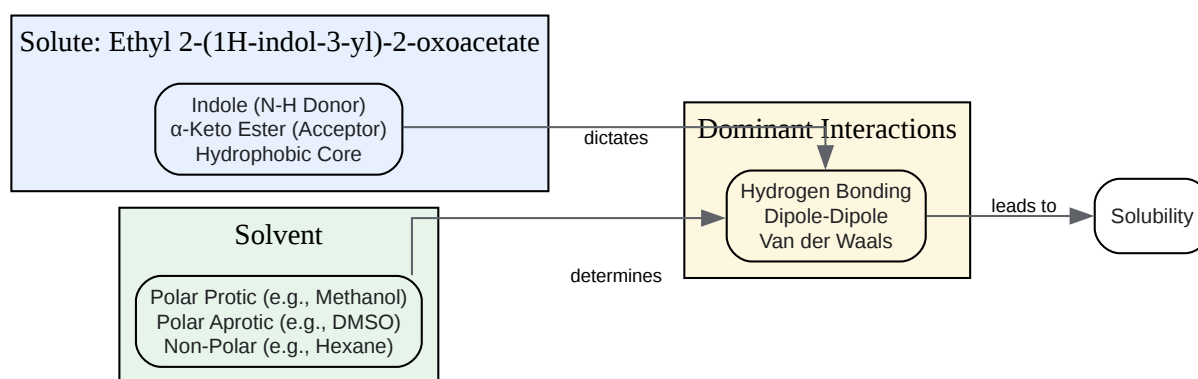 Solute: Ethyl 2-(1H-indol-3-yl)-2-oxoacetate
Indole (N-H Donor)
α-Keto Ester (Acceptor)
Hydrophobic Core
dictates
Dominant Interactions
Hydrogen Bonding
Dipole-Dipole
Van der Waals
leads to
Solubility
Solvent
determines
Polar Protic (e.g., Methanol)
Polar Aprotic (e.g., DMSO)
Non-Polar (e.g., Hexane)